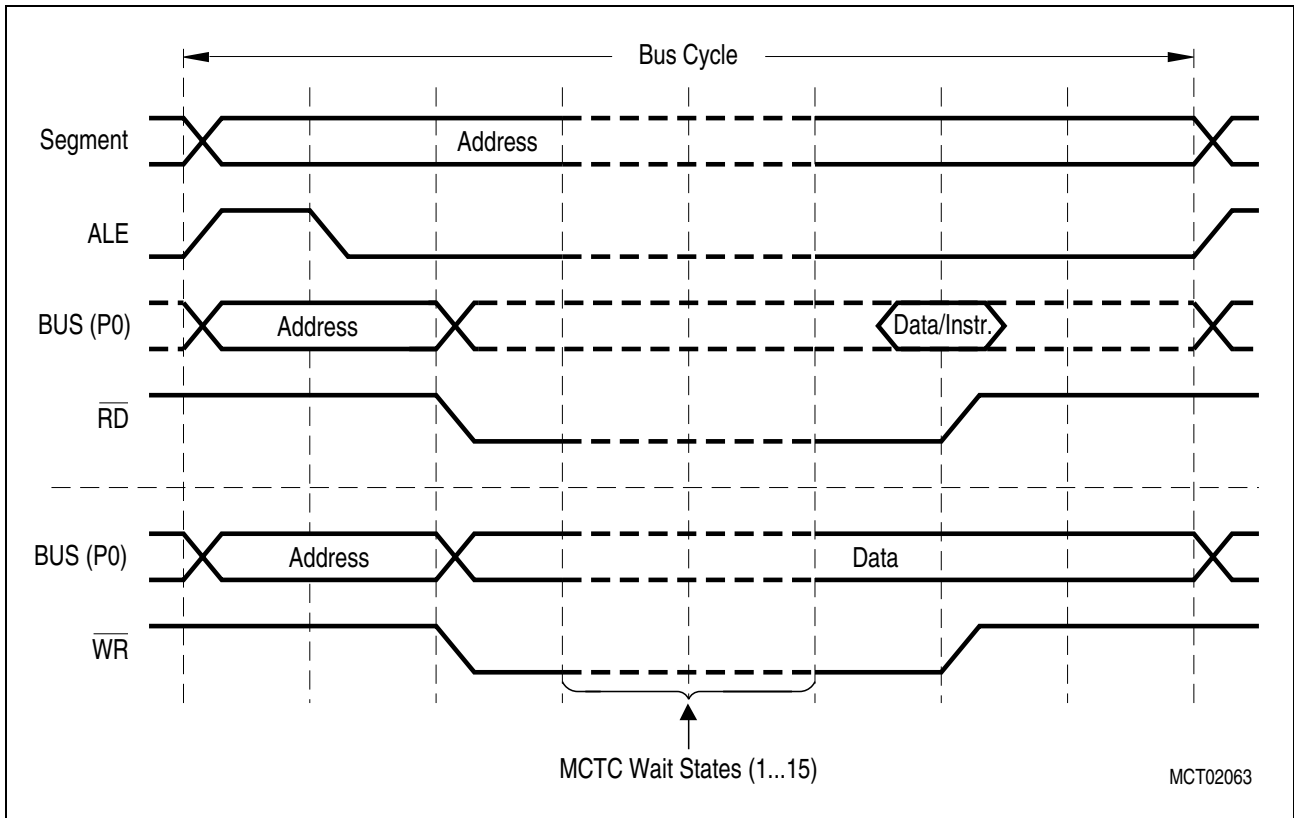 Bus Cycle
Segment
Address
ALE
BUS (P0)
Address
Data/Instr.
RD
BUS (P0)
Address
Data
WR
MCTC Wait States (1...15)
MCT02063